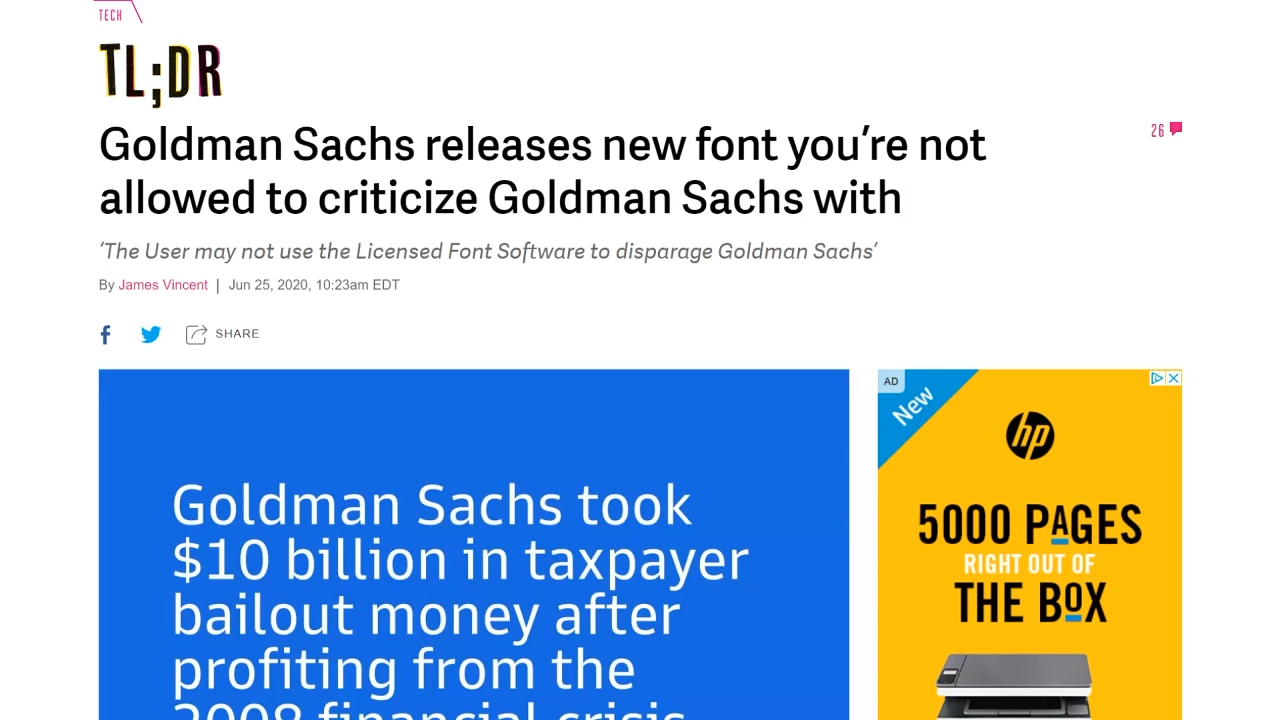 TECH
TL;DR
Goldman Sachs releases new font you're not
allowed to criticize Goldman Sachs with
26
‘The User may not use the Licensed Font Software to disparage Goldman Sachs’
By James Vincent | Jun 25, 2020, 10:23am EDT
SHARE
Goldman Sachs took
$10 billion in taxpayer
bailout money after
profiting from the
2008 financial crisis
AD
New
hp
5000 PAGES
RIGHT OUT OF
THE BOX